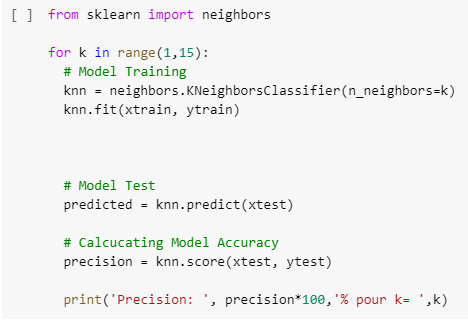 [ ] from sklearn import neighbors
for k in range(1,15):
# Model Training
knn = neighbors.KNeighborsClassifier(n_neighbors=k)
knn.fit(xtrain, ytrain)
# Model Test
predicted = knn.predict(xtest)
# Calcucating Model Accuracy
precision = knn.score(xtest, ytest)
print('Precision: ', precision*100,'% pour k= ',k)